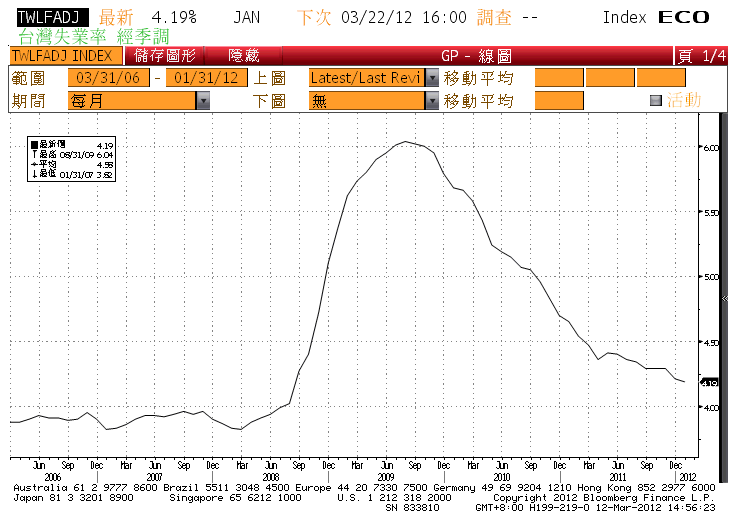 TWLFADJ 最新 4.19% JAN 下次 03/22/12 16:00 調查 -- Index ECO
台灣失業率 經季調
TWLFADJ INDEX 儲存圖形 隱藏 GP - 線圖 頁 1/4
範圍 03/31/06 - 01/31/12 上圖 Latest/Last Revi 移動平均
期間 每月 下圖 無 移動平均 活動
最新價 4.19
最高 08/31/09 6.04
平均 4.58
最低 01/31/07 3.82
6.00
5.50
5.00
4.50
4.19
4.00
Jun Sep Dec Mar Jun Sep Dec Mar Jun Sep Dec Mar Jun Sep Dec Mar Jun Sep Dec Mar Jun Sep Dec Mar
2006 2007 2008 2009 2010 2011 2012
Australia 61 2 9777 8600 Brazil 5511 3048 4500 Europe 44 20 7330 7500 Germany 49 69 9204 1210 Hong Kong 852 2977 6000
Japan 81 3 3201 8900 Singapore 65 6212 1000 U.S. 1 212 318 2000 Copyright 2012 Bloomberg Finance L.P.
SN 833810 GMT+8:00 H199-219-0 12-Mar-2012 14:56:23